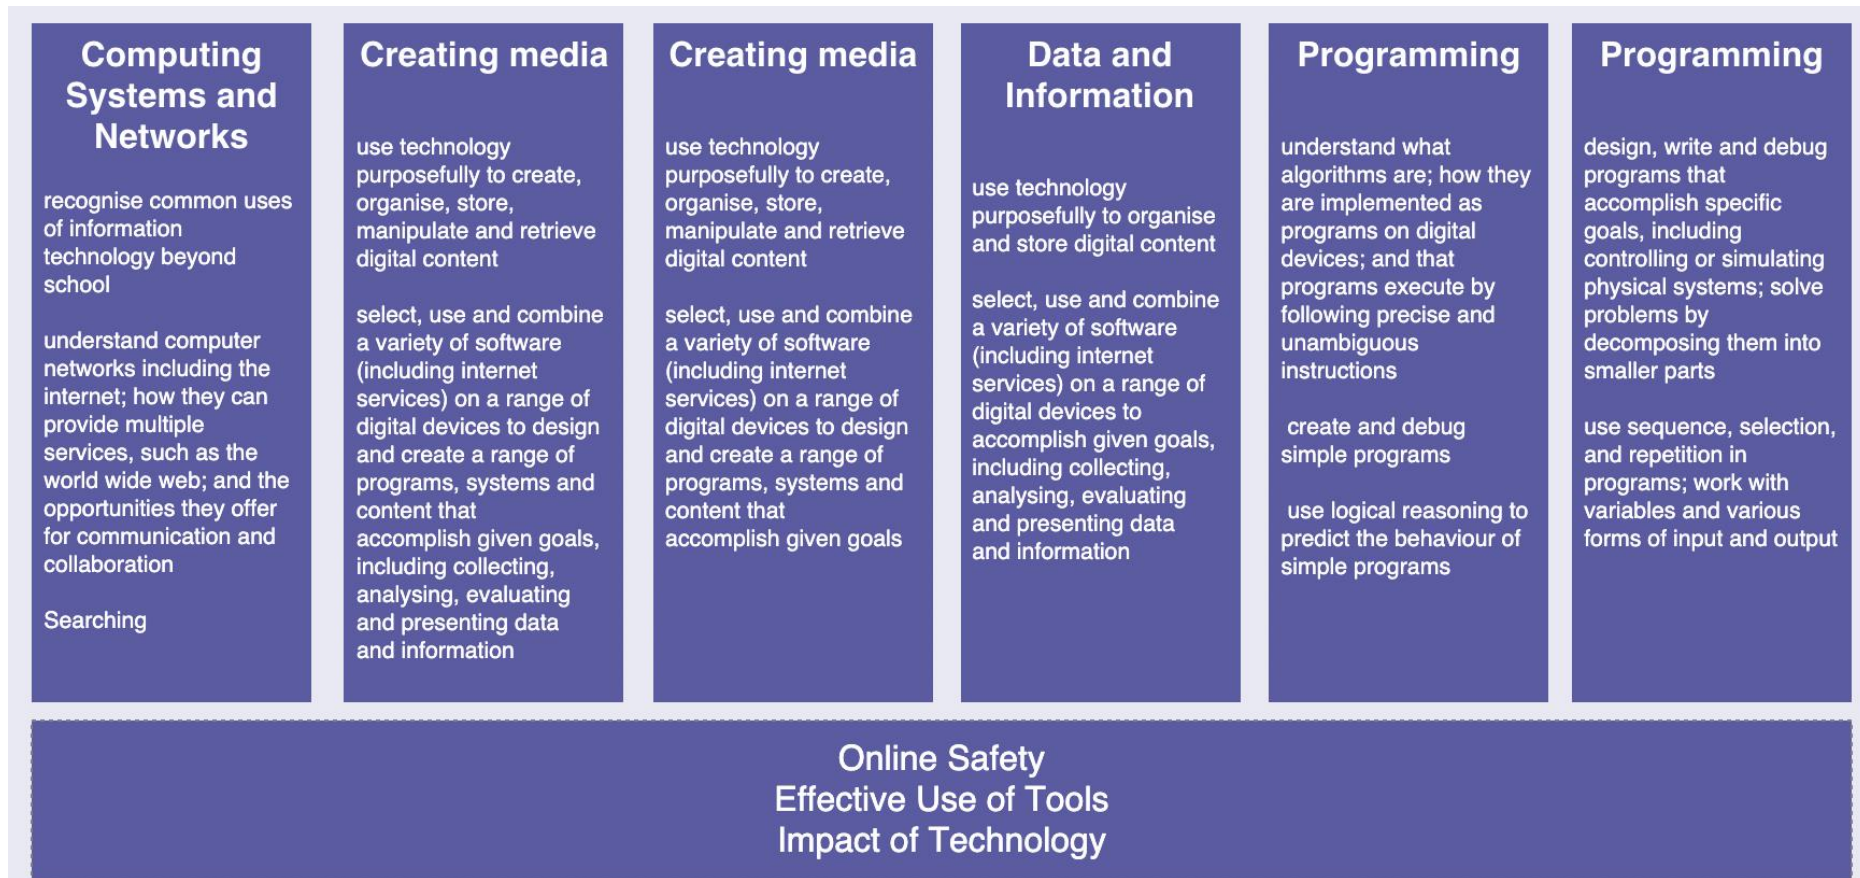 Computing
Systems and
Networks
recognise common uses
of information
technology beyond
school
understand computer
networks including the
internet; how they can
provide multiple
services, such as the
world wide web; and the
opportunities they offer
for communication and
collaboration
Searching
Creating media
use technology
purposefully to create,
organise, store,
manipulate and retrieve
digital content
select, use and combine
a variety of software
(including internet
services) on a range of
digital devices to design
and create a range of
programs, systems and
content that
accomplish given goals,
including collecting,
analysing, evaluating
and presenting data
and information
Creating media
use technology
purposefully to create,
organise, store,
manipulate and retrieve
digital content
select, use and combine
a variety of software
(including internet
services) on a range of
digital devices to design
and create a range of
programs, systems and
content that
accomplish given goals
Data and
Information
use technology
purposefully to organise
and store digital content
select, use and combine
a variety of software
(including internet
services) on a range of
digital devices to
accomplish given goals,
including collecting,
analysing, evaluating
and presenting data
and information
Programming
understand what
algorithms are; how they
are implemented as
programs on digital
devices; and that
programs execute by
following precise and
unambiguous
instructions
create and debug
simple programs
use logical reasoning to
predict the behaviour of
simple programs
Programming
design, write and debug
programs that
accomplish specific
goals, including
controlling or simulating
physical systems; solve
problems by
decomposing them into
smaller parts
use sequence, selection,
and repetition in
programs; work with
variables and various
forms of input and output
Online Safety
Effective Use of Tools
Impact of Technology